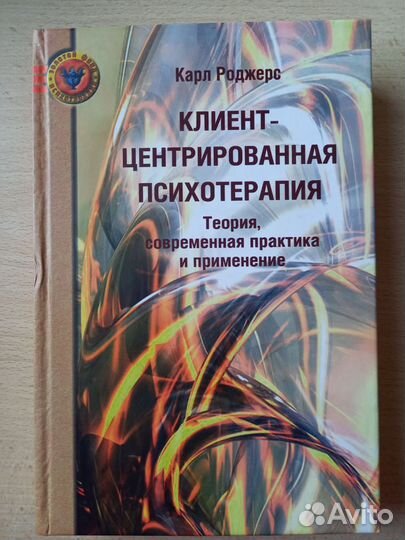 Карл Роджерс
КЛИЕНТ-
ЦЕНТРИРОВАННАЯ
ПСИХОТЕРАПИЯ
Теория,
современная практика
и применение
Avito